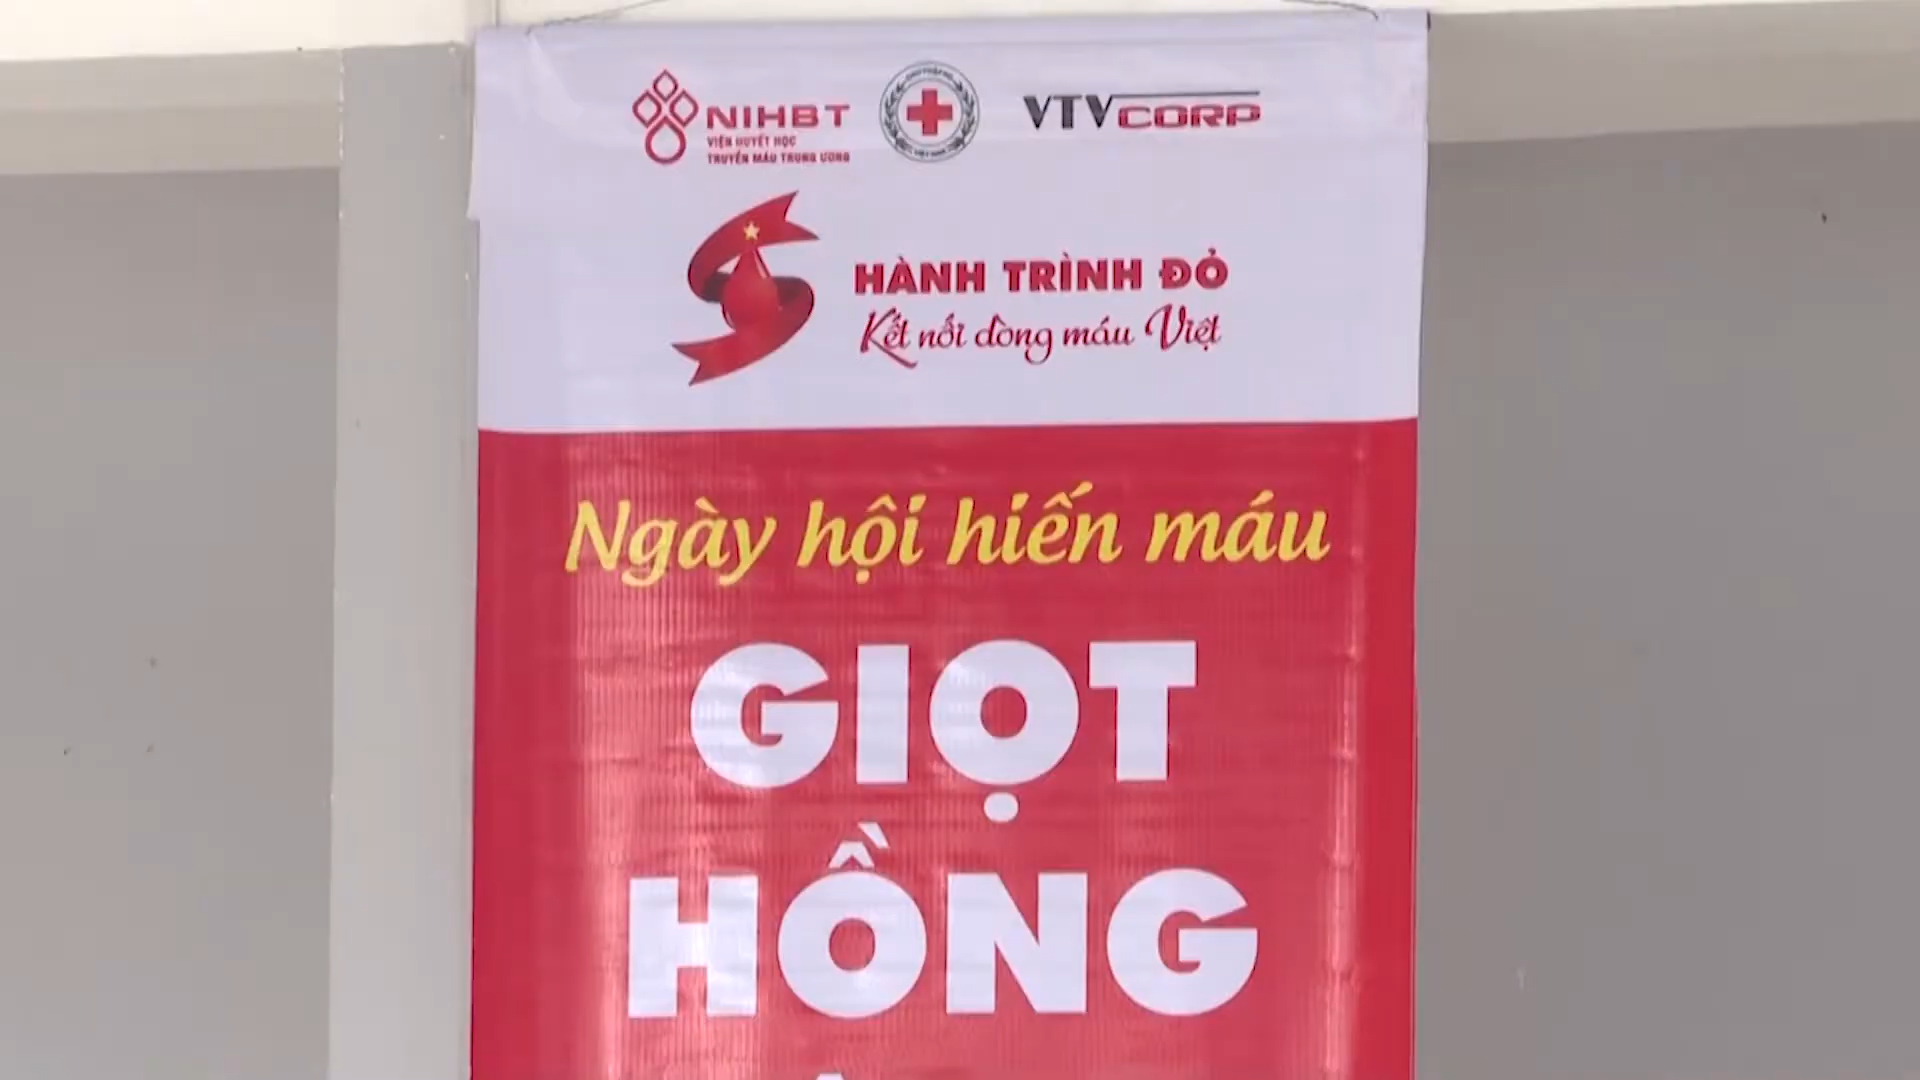 NIHBT
VIỆN HUYẾT HỌC
TRUYỀN MÁU TRUNG ƯƠNG
VTVCORP
HÀNH TRÌNH ĐỎ
Kết nối dòng máu Việt
Ngày hội hiến máu
GIỌT
HỒNG